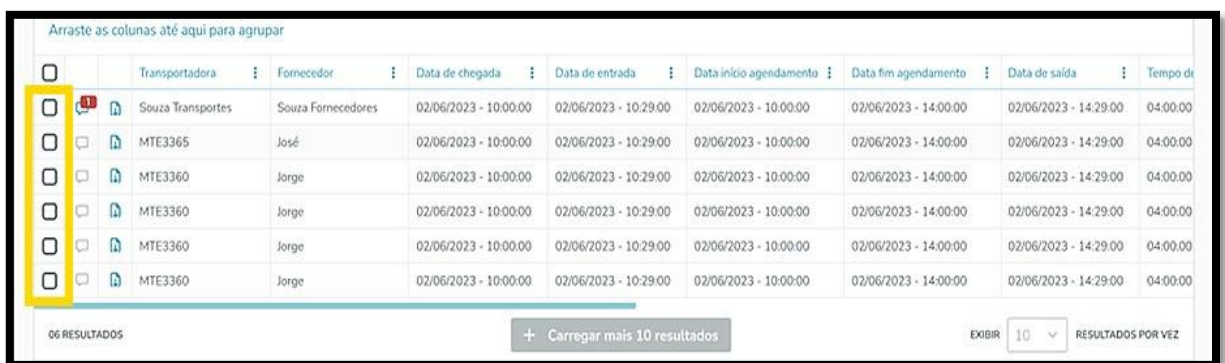 Arraste as colunas até aqui para agrupar
Transportadora Fornecedor Data de chegada Data de entrada Data início agendamento Data fim agendamento Data de saída Tempo de
1 Souza Transportes Souza Fornecedores 02/06/2023 - 10:00:00 02/06/2023 - 10:29:00 02/06/2023 - 10:00:00 02/06/2023 - 14:00:00 02/06/2023 - 14:29:00 04:00:00
MTE3365 José 02/06/2023 - 10:00:00 02/06/2023 - 10:29:00 02/06/2023 - 10:00:00 02/06/2023 - 14:00:00 02/06/2023 - 14:29:00 04:00:00
MTE3360 Jorge 02/06/2023 - 10:00:00 02/06/2023 - 10:29:00 02/06/2023 - 10:00:00 02/06/2023 - 14:00:00 02/06/2023 - 14:29:00 04:00:00
MTE3360 Jorge 02/06/2023 - 10:00:00 02/06/2023 - 10:29:00 02/06/2023 - 10:00:00 02/06/2023 - 14:00:00 02/06/2023 - 14:29:00 04:00:00
MTE3360 Jorge 02/06/2023 - 10:00:00 02/06/2023 - 10:29:00 02/06/2023 - 10:00:00 02/06/2023 - 14:00:00 02/06/2023 - 14:29:00 04:00:00
MTE3360 Jorge 02/06/2023 - 10:00:00 02/06/2023 - 10:29:00 02/06/2023 - 10:00:00 02/06/2023 - 14:00:00 02/06/2023 - 14:29:00 04:00:00
06 RESULTADOS + Carregar mais 10 resultados EXIBIR 10 RESULTADOS POR VEZ